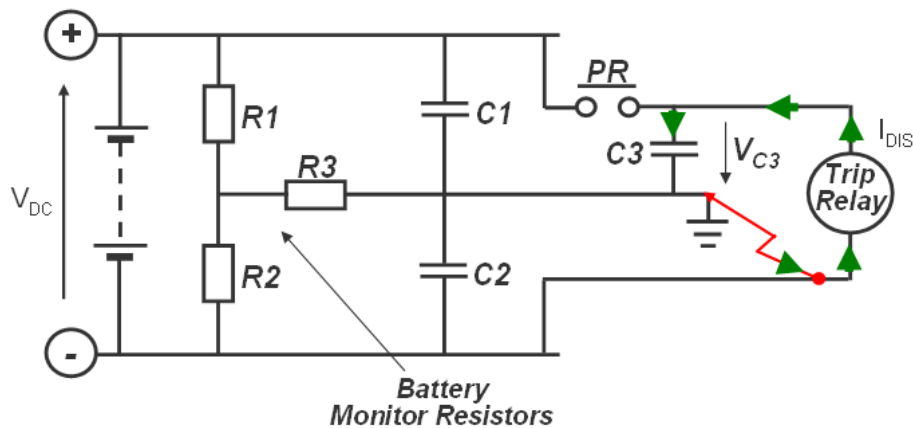 +
PR
R1
C1
I_DIS
C3
V_C3
R3
Trip
Relay
V_DC
R2
C2
-
Battery
Monitor Resistors